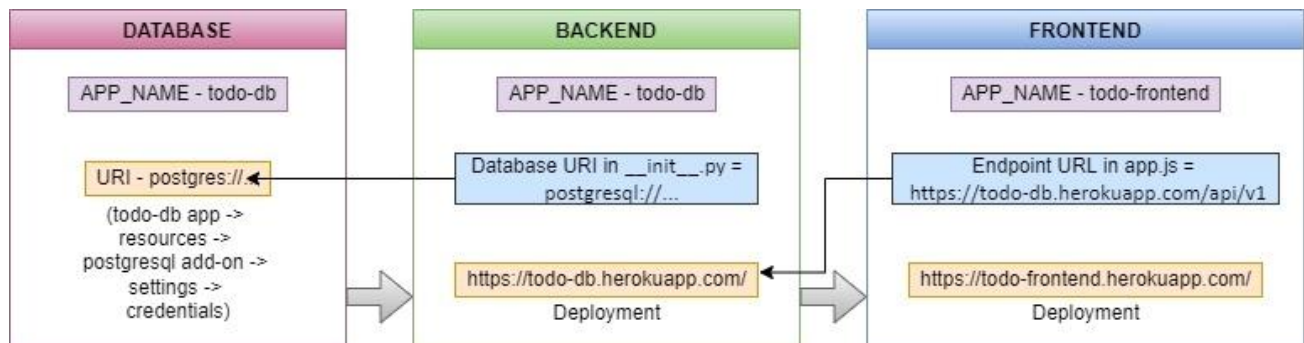 DATABASE
APP_NAME - todo-db
URI - postgres://...
(todo-db app ->
resources ->
postgresql add-on ->
settings ->
credentials)
BACKEND
APP_NAME - todo-db
Database URI in __init__.py =
postgresql://...
https://todo-db.herokuapp.com/
Deployment
FRONTEND
APP_NAME - todo-frontend
Endpoint URL in app.js =
https://todo-db.herokuapp.com/api/v1
https://todo-frontend.herokuapp.com/
Deployment